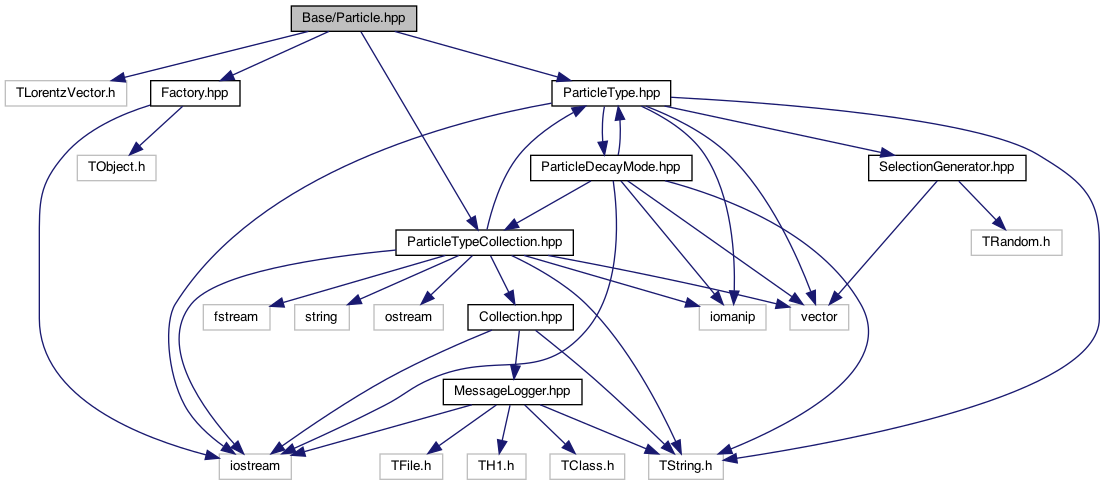 Base/Particle.hpp
TLorentzVector.h
Factory.hpp
ParticleType.hpp
TObject.h
ParticleDecayMode.hpp
SelectionGenerator.hpp
ParticleTypeCollection.hpp
TRandom.h
fstream
string
ostream
Collection.hpp
iomanip
vector
MessageLogger.hpp
iostream
TFile.h
TH1.h
TClass.h
TString.h